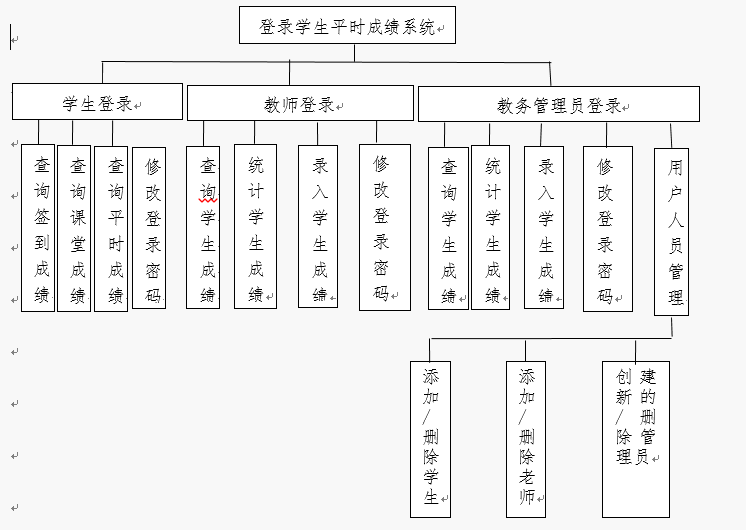 登录学生平时成绩系统
学生登录
教师登录
教务管理员登录
查询签到成绩
查询课堂成绩
查询平时成绩
修改登录密码
查询学生成绩
统计学生成绩
录入学生成绩
修改登录密码
查询学生成绩
统计学生成绩
录入学生成绩
修改登录密码
用户人员管理
添加/删除学生
添加/删除老师
创建
新的
/删
除管
理员